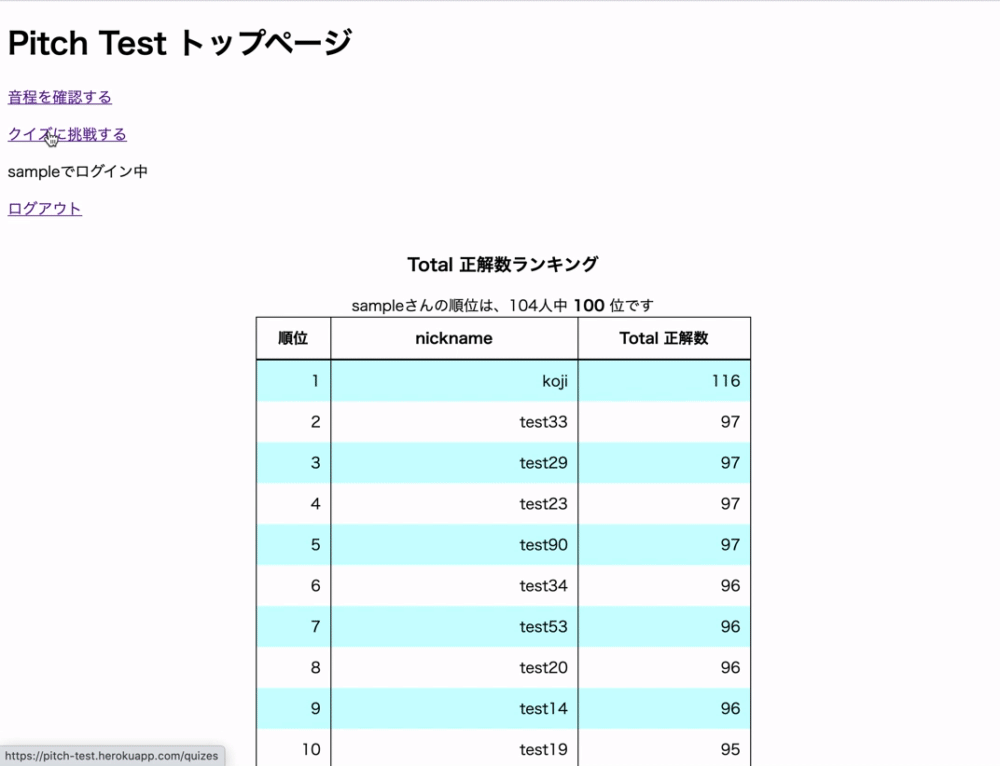 Pitch Test トップページ
音程を確認する
クイズに挑戦する
sampleでログイン中
ログアウト
Total 正解数ランキング
sampleさんの順位は、104人中 100 位です
順位 nickname Total 正解数
1 koji 116
2 test33 97
3 test29 97
4 test23 97
5 test90 97
6 test34 96
7 test53 96
8 test20 96
9 test14 96
10 test19 95
https://pitch-test.herokuapp.com/quizes